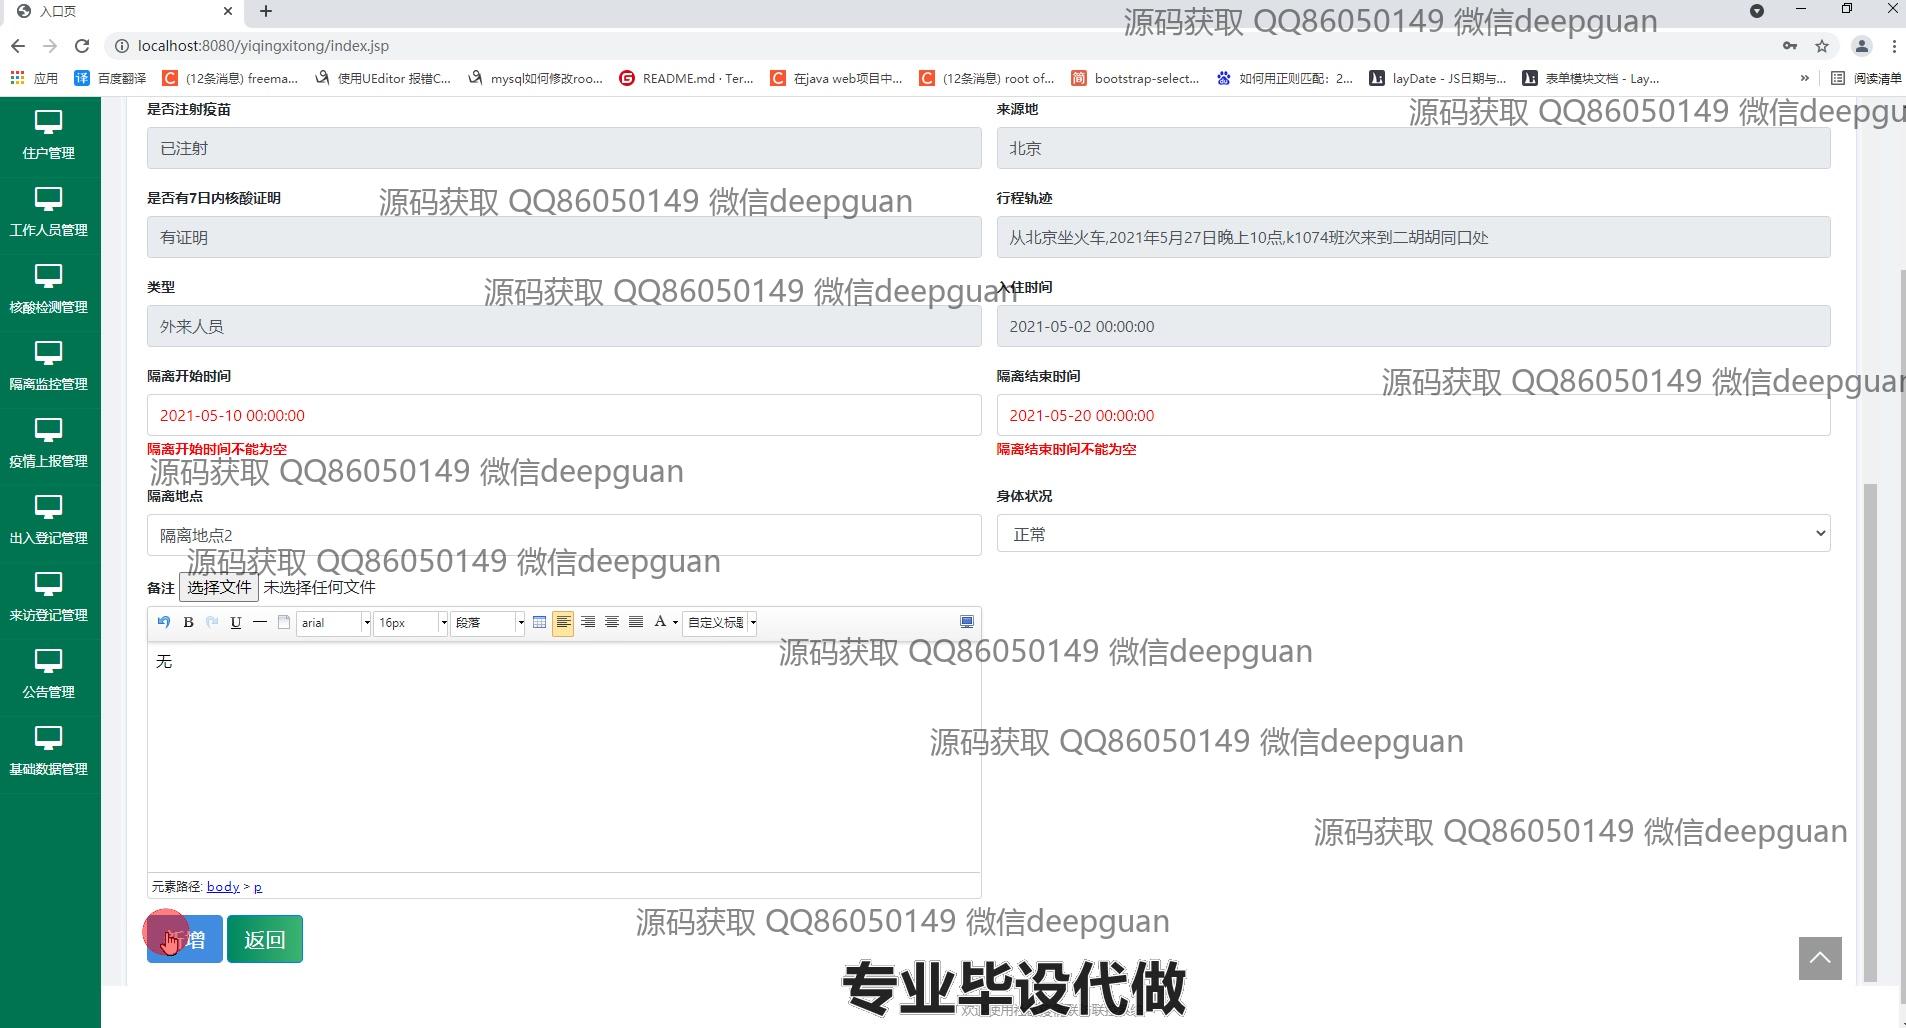 入口页
源码获取 QQ86050149 微信deepguan
localhost:8080/yiqingxitong/index.jsp
应用 百度翻译 (12条消息) freema... 使用UEditor 报错C... mysql如何修改roo... README.md · Ter... 在java web项目中... (12条消息) root of... bootstrap-select... 如何用正则匹配：2... layDate - JS日期与... 表单模块文档 - Lay... » 阅读清单
是否注射疫苗 来源地
源码获取 QQ86050149 微信deepgu
已注射 北京
住户管理
是否有7日内核酸证明 行程轨迹
源码获取 QQ86050149 微信deepguan
工作人员管理
有证明 从北京坐火车,2021年5月27日晚上10点,k1074班次来到二胡胡同口处
类型 入住时间
源码获取 QQ86050149 微信deepguan
核酸检测管理
外来人员 2021-05-02 00:00:00
隔离开始时间 隔离结束时间
源码获取 QQ86050149 微信deepguan
隔离监控管理
2021-05-10 00:00:00 2021-05-20 00:00:00
隔离开始时间不能为空 隔离结束时间不能为空
疫情上报管理
源码获取 QQ86050149 微信deepguan
隔离地点 身体状况
隔离地点2 正常
出入登记管理
源码获取 QQ86050149 微信deepguan
备注 选择文件 未选择任何文件
来访登记管理
B U arial 16px 段落 A 自定义标题
源码获取 QQ86050149 微信deepguan
无
公告管理
源码获取 QQ86050149 微信deepguan
基础数据管理
源码获取 QQ86050149 微信deepguan
元素路径: body > p
源码获取 QQ86050149 微信deepguan
新增 返回
专业毕设代做